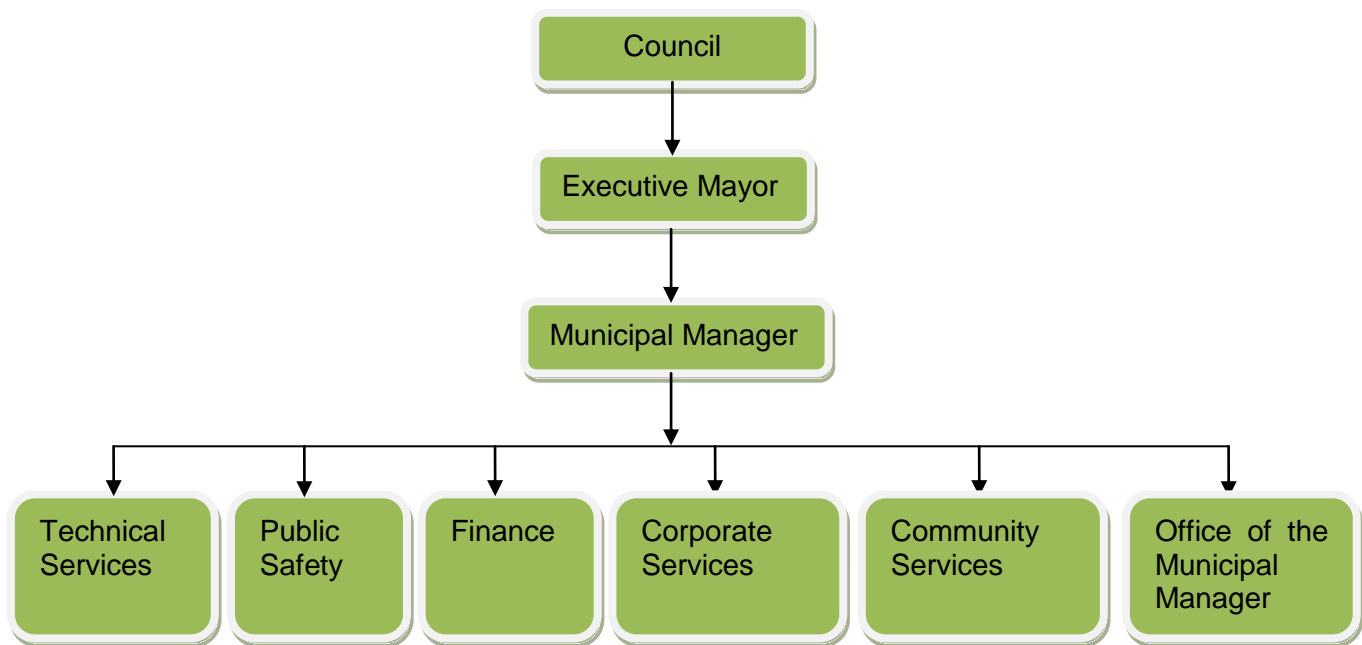 Council
Executive Mayor
Municipal Manager
Technical
Services
Public
Safety
Finance
Corporate
Services
Community
Services
Office of the
Municipal
Manager